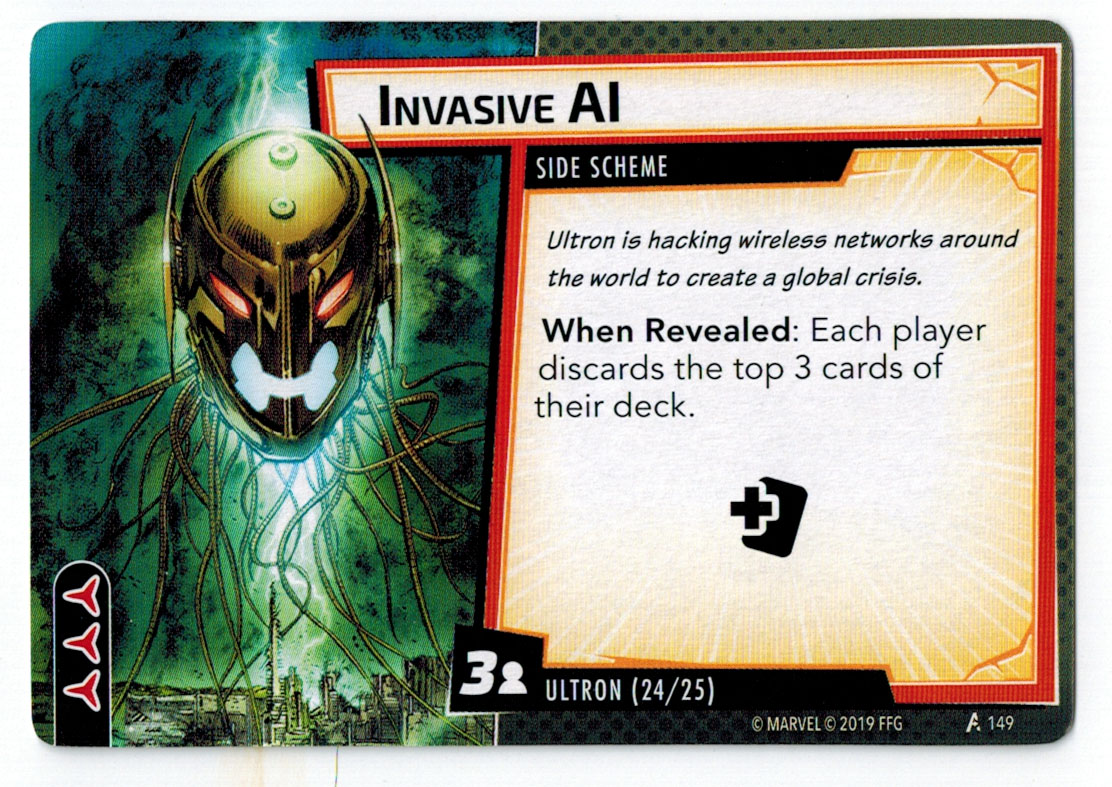 INVASIVE AI
SIDE SCHEME
Ultron is hacking wireless networks around
the world to create a global crisis.
When Revealed: Each player
discards the top 3 cards of
their deck.
3
ULTRON (24/25)
© MARVEL © 2019 FFG
149